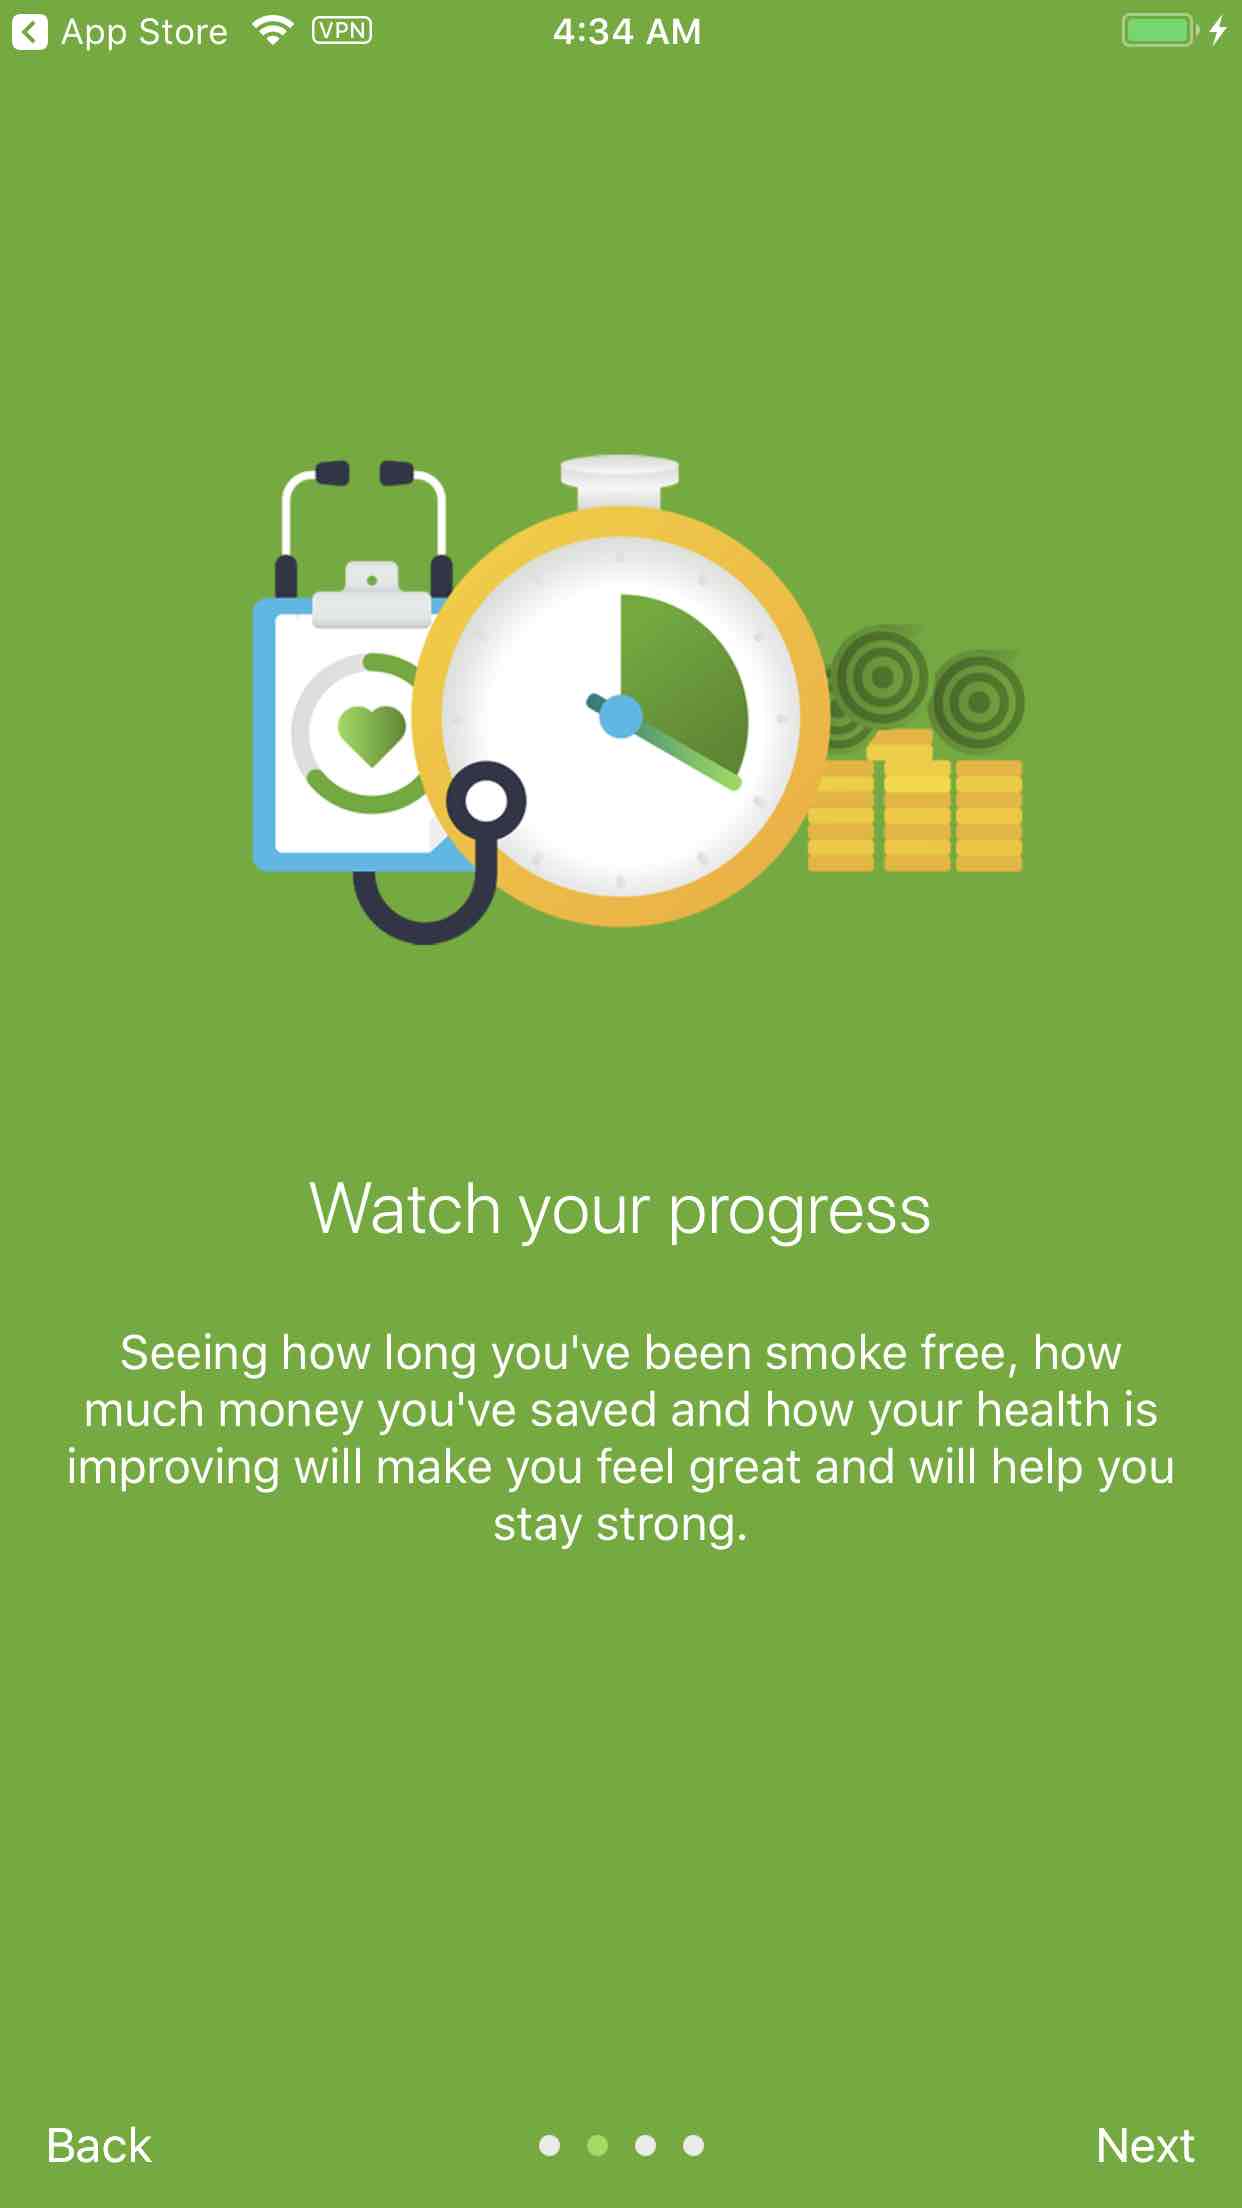 App Store VPN 4:34 AM
Watch your progress
Seeing how long you've been smoke free, how
much money you've saved and how your health is
improving will make you feel great and will help you
stay strong.
Back Next